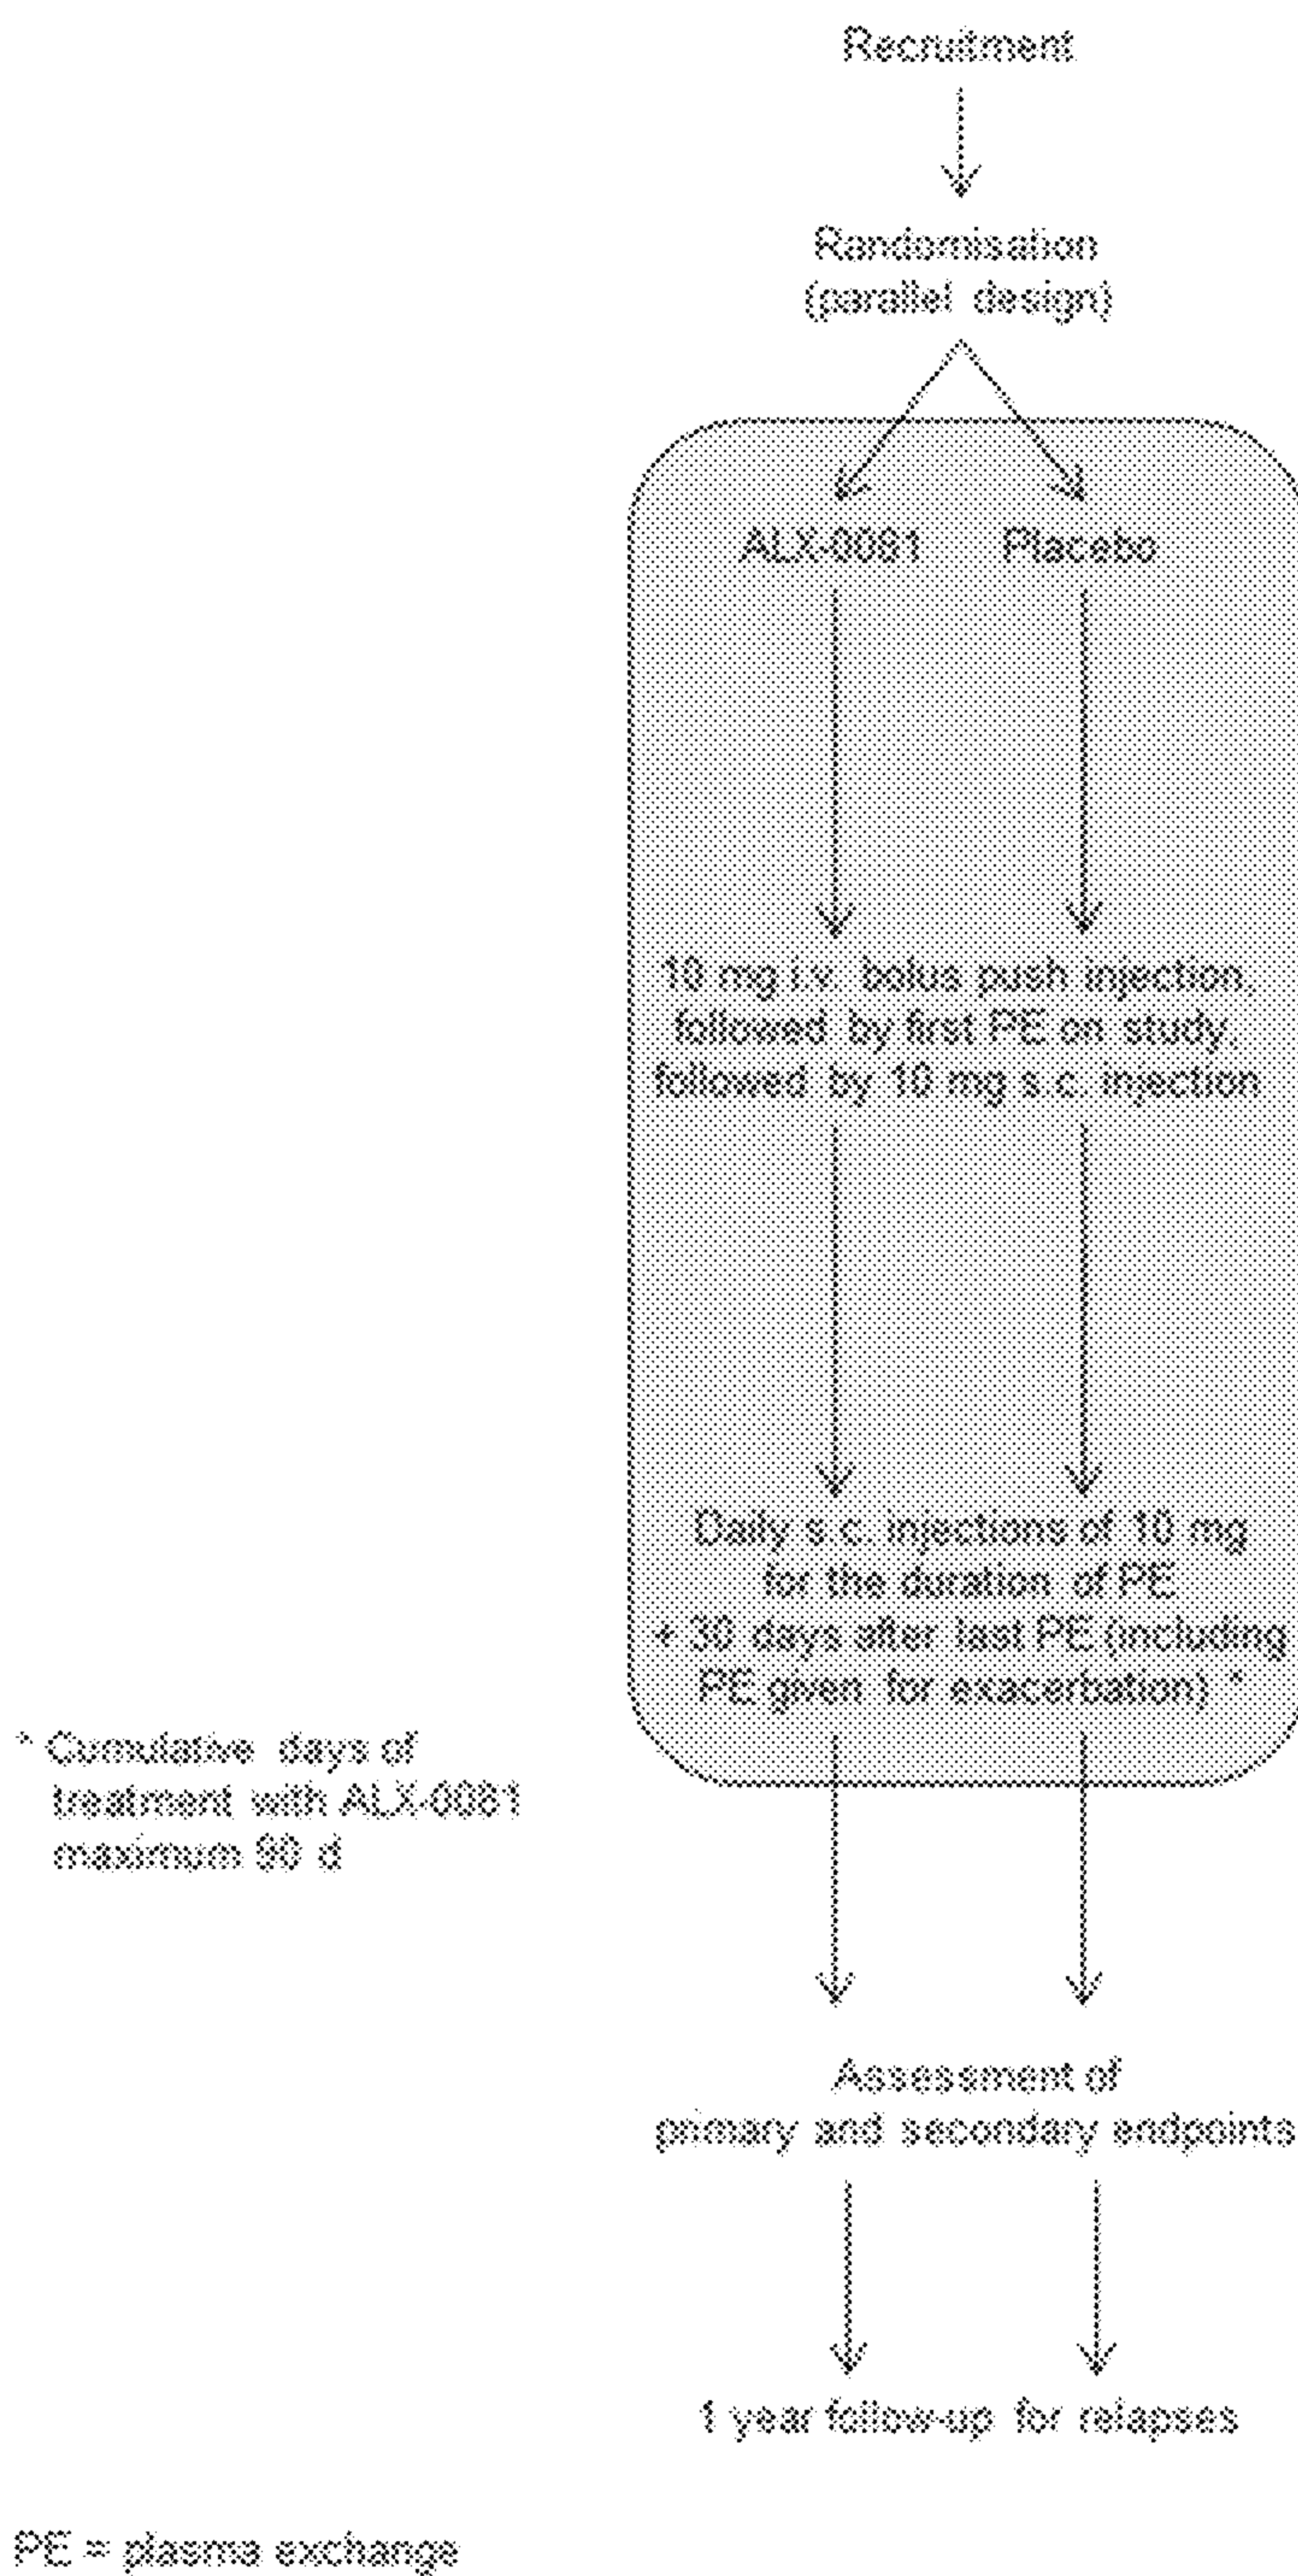 Recruitment
Randomisation
(parallel design)
ALX-0081 Placebo
10 mg i.v. bolus push injection,
followed by first PE on study,
followed by 10 mg s.c. injection
Daily s.c. injections of 10 mg
for the duration of PE
+ 30 days after last PE (including
PE given for exacerbation) *
* Cumulative days of
treatment with ALX-0081
maximum 90 d
Assessment of
primary and secondary endpoints
1 year follow-up for relapses
PE = plasma exchange